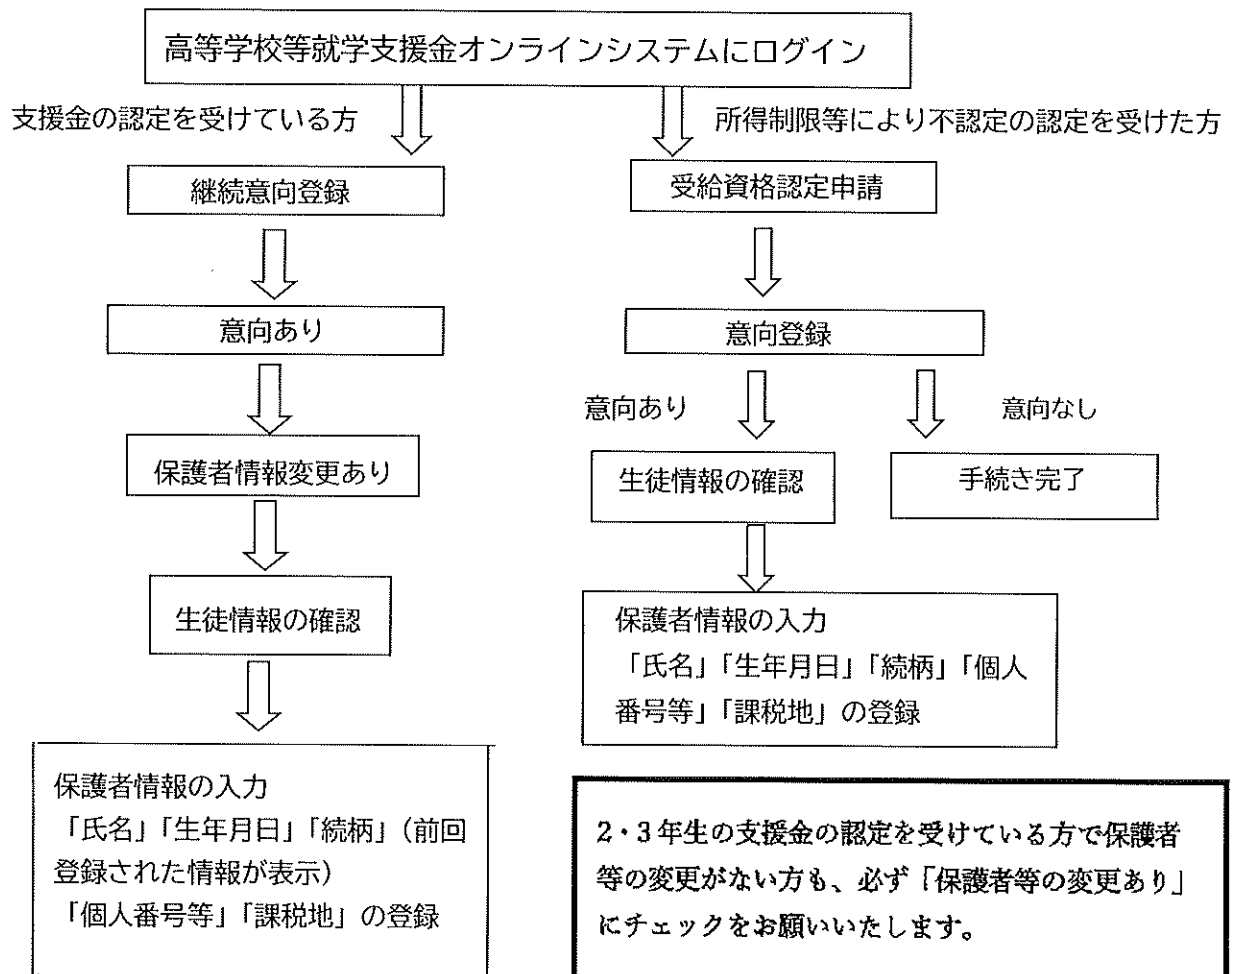 高等学校等就学支援金オンラインシステムにログイン
支援金の認定を受けている方
所得制限等により不認定の認定を受けた方
継続意向登録
受給資格認定申請
意向あり
意向登録
意向あり
意向なし
保護者情報変更あり
生徒情報の確認
手続き完了
生徒情報の確認
保護者情報の入力
「氏名」「生年月日」「続柄」「個人
番号等」「課税地」の登録
保護者情報の入力
「氏名」「生年月日」「続柄」（前回
登録された情報が表示）
「個人番号等」「課税地」の登録
2・3年生の支援金の認定を受けている方で保護者
等の変更がない方も、必ず「保護者等の変更あり」
にチェックをお願いいたします。